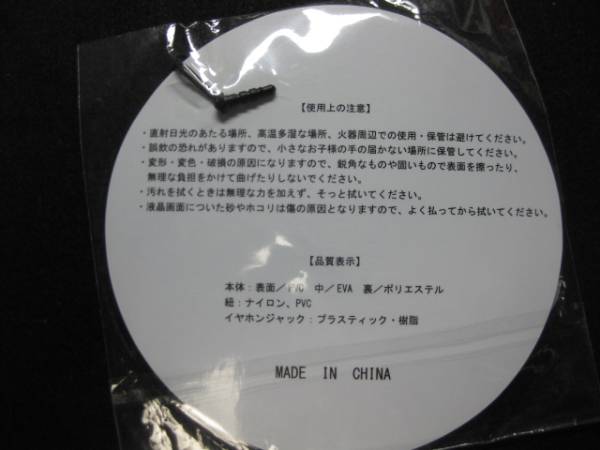 【使用上の注意】
・直射日光のあたる場所、高温多湿な場所、火器周辺での使用・保管は避けてください。
・誤飲の恐れがありますので、小さなお子様の手の届かない場所に保管してください。
・変形・変色・破損の原因になりますので、鋭角なものや固いもので表面を擦ったり、
無理な負担をかけて曲げたりしないでください。
・汚れを拭くときは無理な力を加えず、そっと拭いてください。
・液晶画面についた砂やホコリは傷の原因となりますので、よく払ってから拭いてください。
【品質表示】
本体：表面／PVC 中／EVA 裏／ポリエステル
紐：ナイロン、PVC
イヤホンジャック：プラスティック・樹脂
MADE IN CHINA